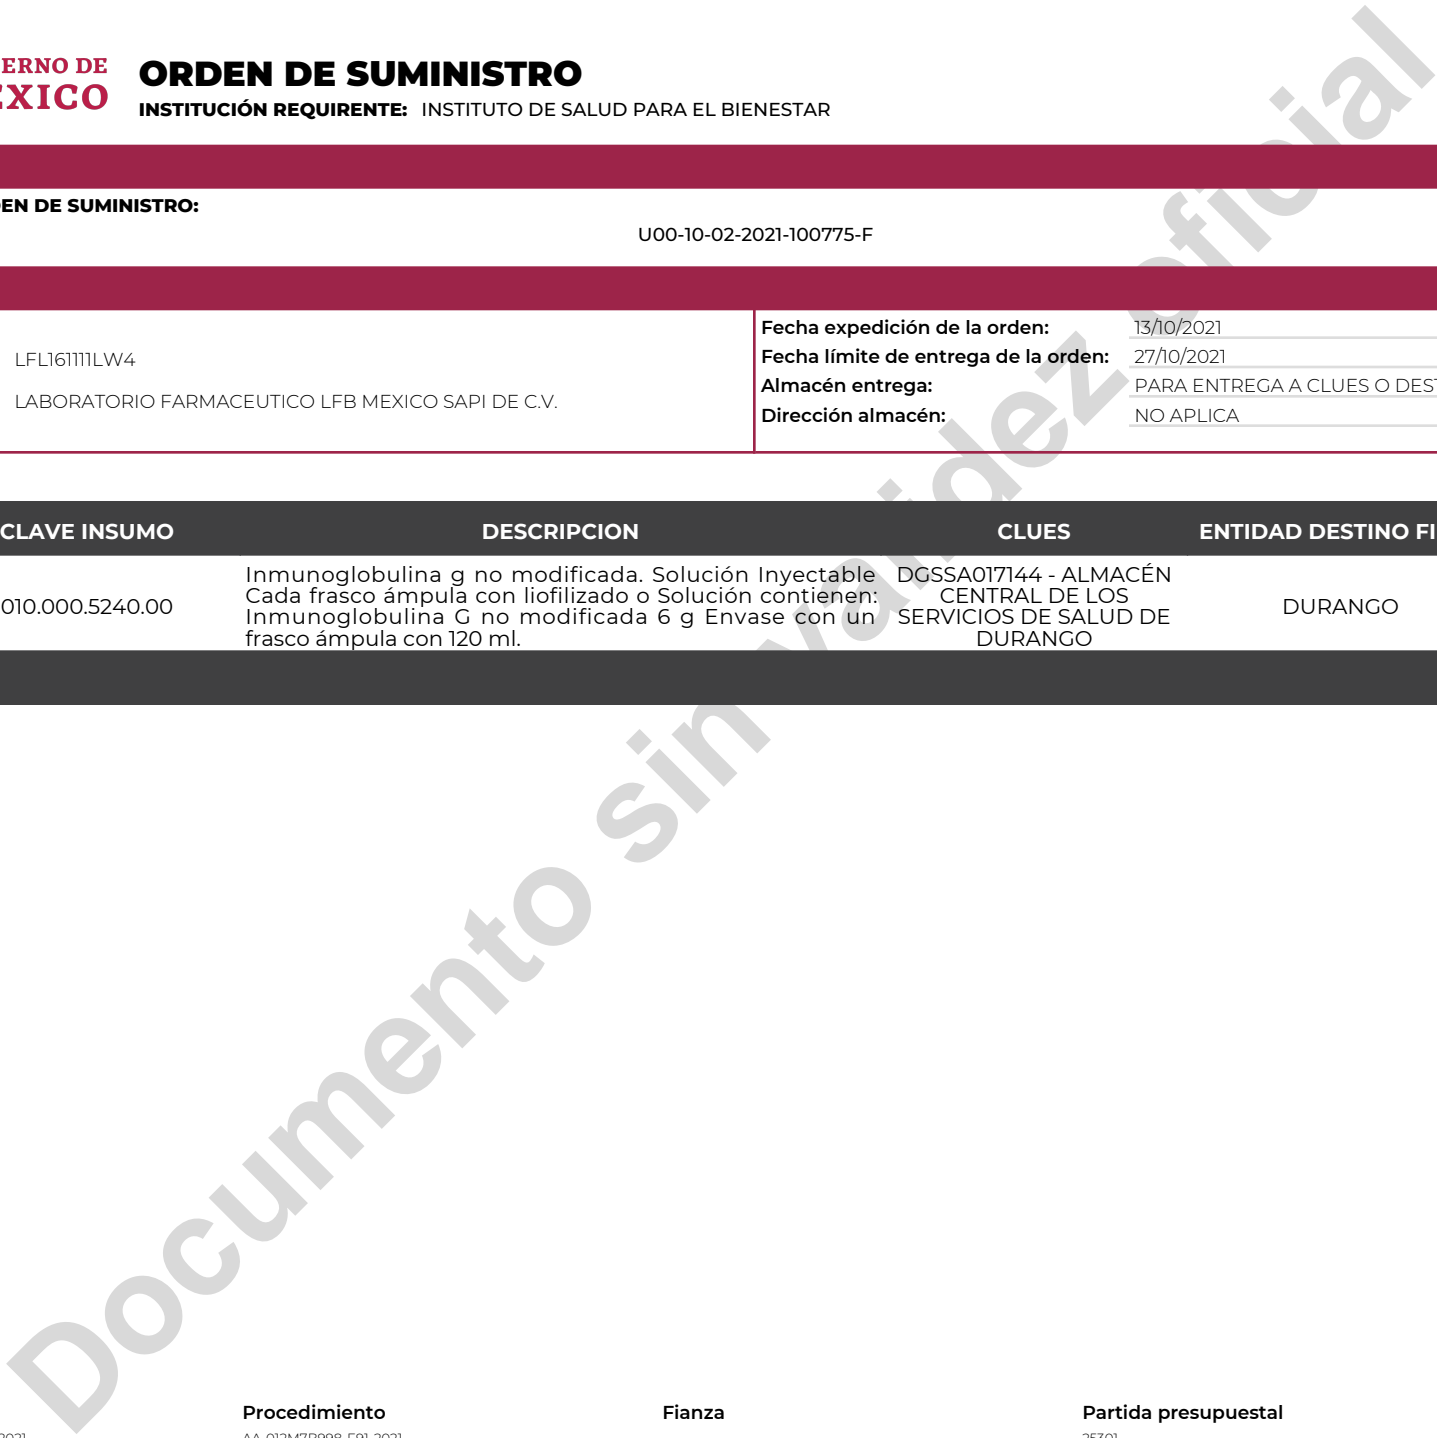 ERNO DE
EXICO
ORDEN DE SUMINISTRO
INSTITUCIÓN REQUIRENTE: INSTITUTO DE SALUD PARA EL BIENESTAR
EN DE SUMINISTRO:
U00-10-02-2021-100775-F
LFL161111LW4
LABORATORIO FARMACEUTICO LFB MEXICO SAPI DE C.V.
Fecha expedición de la orden: 13/10/2021
Fecha límite de entrega de la orden: 27/10/2021
Almacén entrega: PARA ENTREGA A CLUES O DEST
Dirección almacén: NO APLICA
CLAVE INSUMO DESCRIPCION CLUES ENTIDAD DESTINO FI
010.000.5240.00
Inmunoglobulina g no modificada. Solución Inyectable
Cada frasco ámpula con liofilizado o Solución contienen:
Inmunoglobulina G no modificada 6 g Envase con un
frasco ámpula con 120 ml.
DGSSA017144 - ALMACÉN
CENTRAL DE LOS
SERVICIOS DE SALUD DE
DURANGO
DURANGO
Documento sin validez oficial
Procedimiento Fianza Partida presupuestal